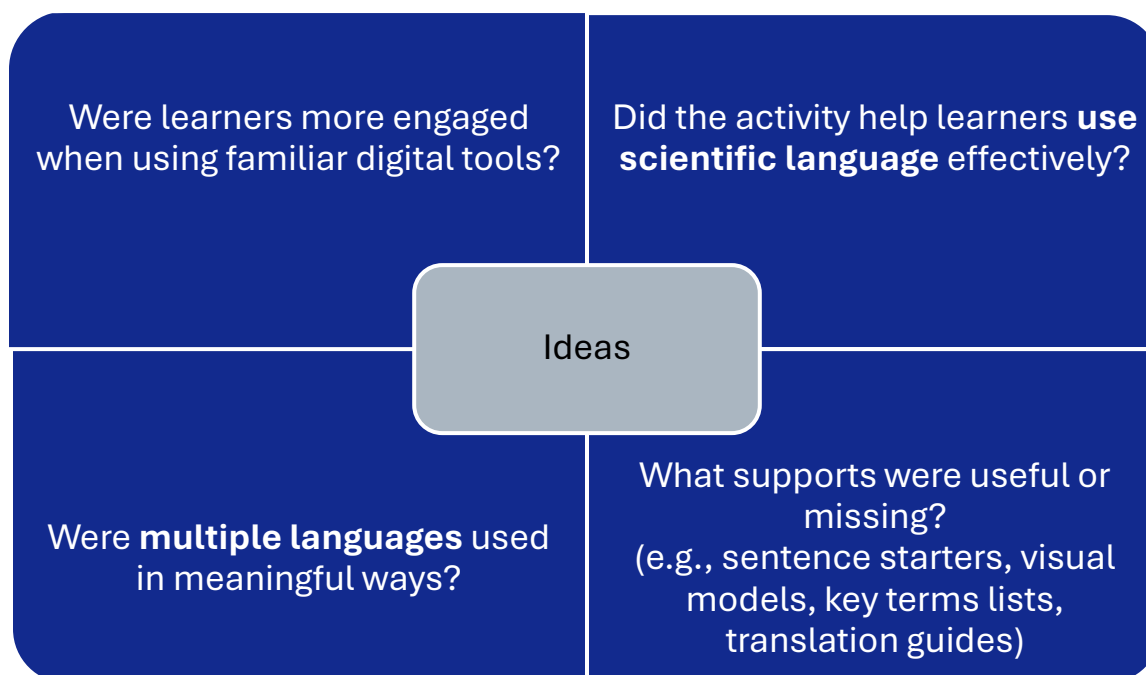 Were learners more engaged
when using familiar digital tools?
Did the activity help learners use
scientific language effectively?
Ideas
Were multiple languages used
in meaningful ways?
What supports were useful or
missing?
(e.g., sentence starters, visual
models, key terms lists,
translation guides)